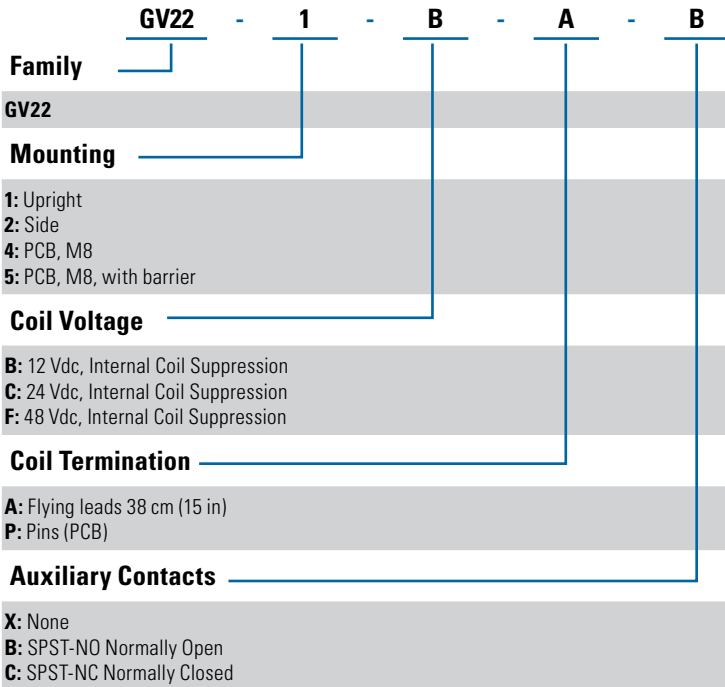 GV22 - 1 - B - A - B
Family
GV22
Mounting
1: Upright
2: Side
4: PCB, M8
5: PCB, M8, with barrier
Coil Voltage
B: 12 Vdc, Internal Coil Suppression
C: 24 Vdc, Internal Coil Suppression
F: 48 Vdc, Internal Coil Suppression
Coil Termination
A: Flying leads 38 cm (15 in)
P: Pins (PCB)
Auxiliary Contacts
X: None
B: SPST-NO Normally Open
C: SPST-NC Normally Closed